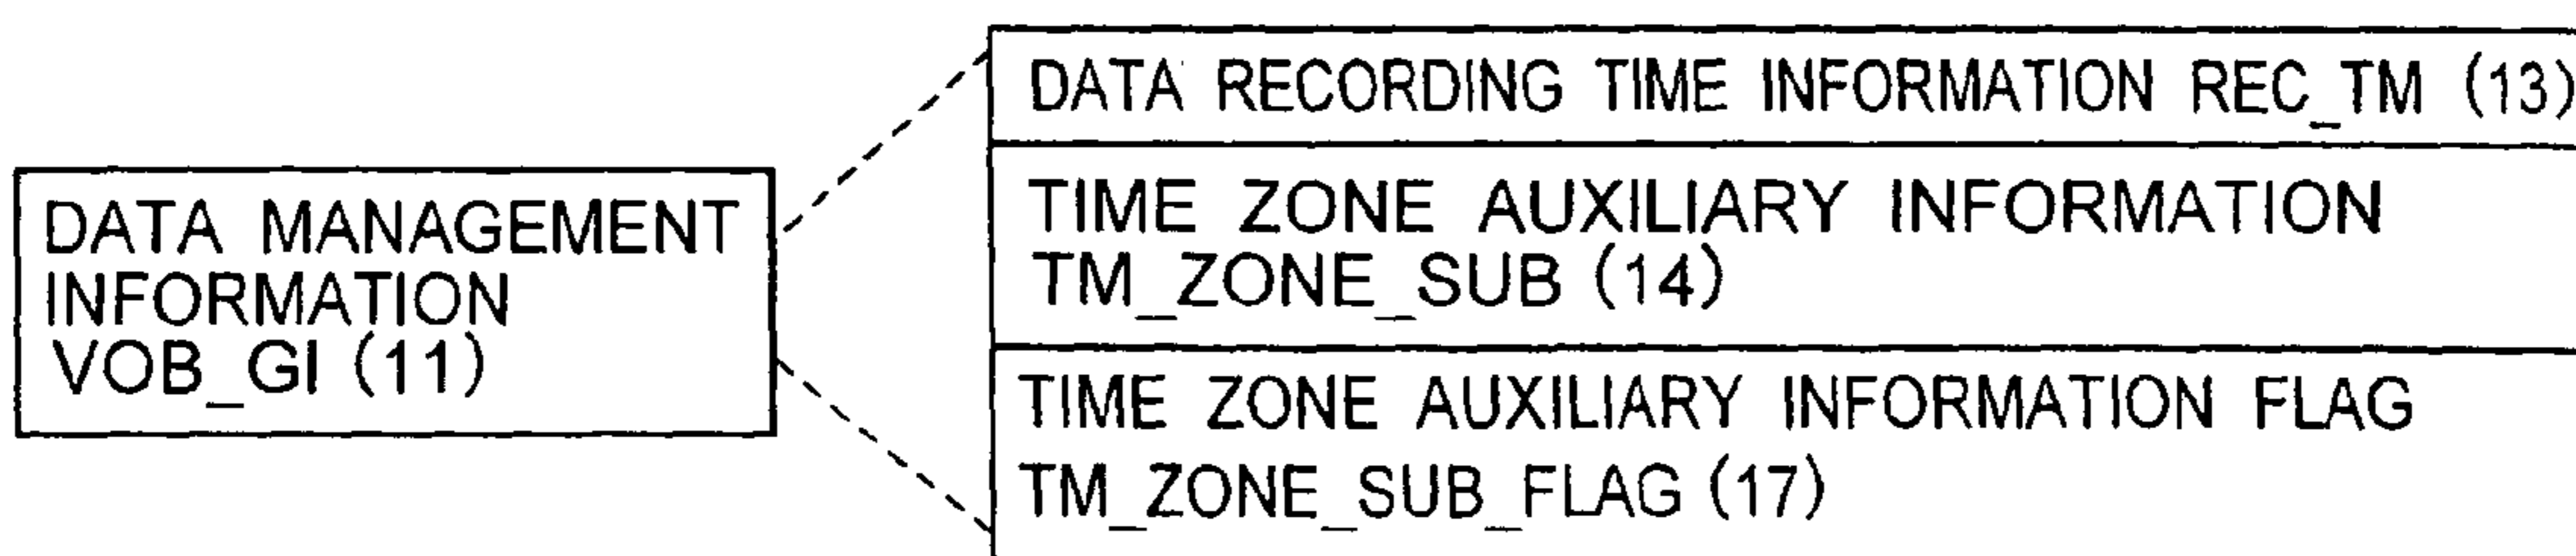 DATA MANAGEMENT
INFORMATION
VOB_GI (11)
DATA RECORDING TIME INFORMATION REC_TM (13)
TIME ZONE AUXILIARY INFORMATION
TM_ZONE_SUB (14)
TIME ZONE AUXILIARY INFORMATION FLAG
TM_ZONE_SUB_FLAG (17)